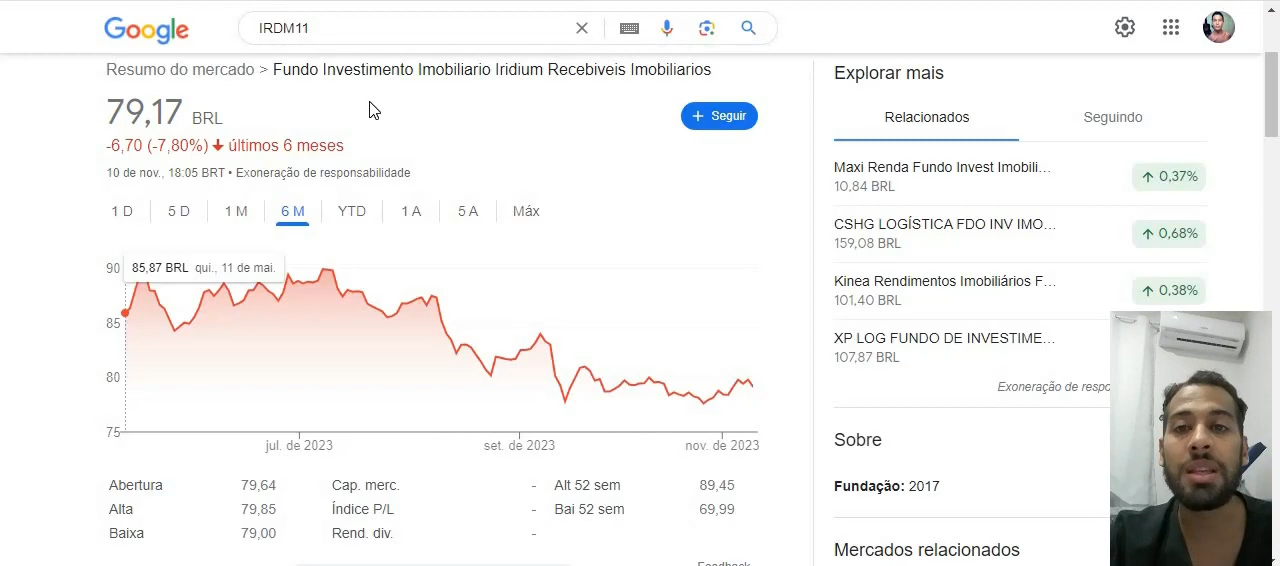 Google
IRDM11
Resumo do mercado > Fundo Investimento Imobiliario Iridium Recebiveis Imobiliarios
79,17 BRL
+ Seguir
-6,70 (-7,80%) ↓ últimos 6 meses
10 de nov., 18:05 BRT • Exoneração de responsabilidade
1 D
5 D
1 M
6 M
YTD
1 A
5 A
Máx
85,87 BRL qui., 11 de mai.
90
85
80
75
jul. de 2023
set. de 2023
nov. de 2023
Abertura 79,64
Alta 79,85
Baixa 79,00
Cap. merc. -
Índice P/L -
Rend. div. -
Alt 52 sem 89,45
Bai 52 sem 69,99
Explorar mais
Relacionados
Seguindo
Maxi Renda Fundo Invest Imobili...
10,84 BRL
↑ 0,37%
CSHG LOGÍSTICA FDO INV IMO...
159,08 BRL
↑ 0,68%
Kinea Rendimentos Imobiliários F...
101,40 BRL
↑ 0,38%
XP LOG FUNDO DE INVESTIME...
107,87 BRL
Exoneração de respo
Sobre
Fundação: 2017
Mercados relacionados